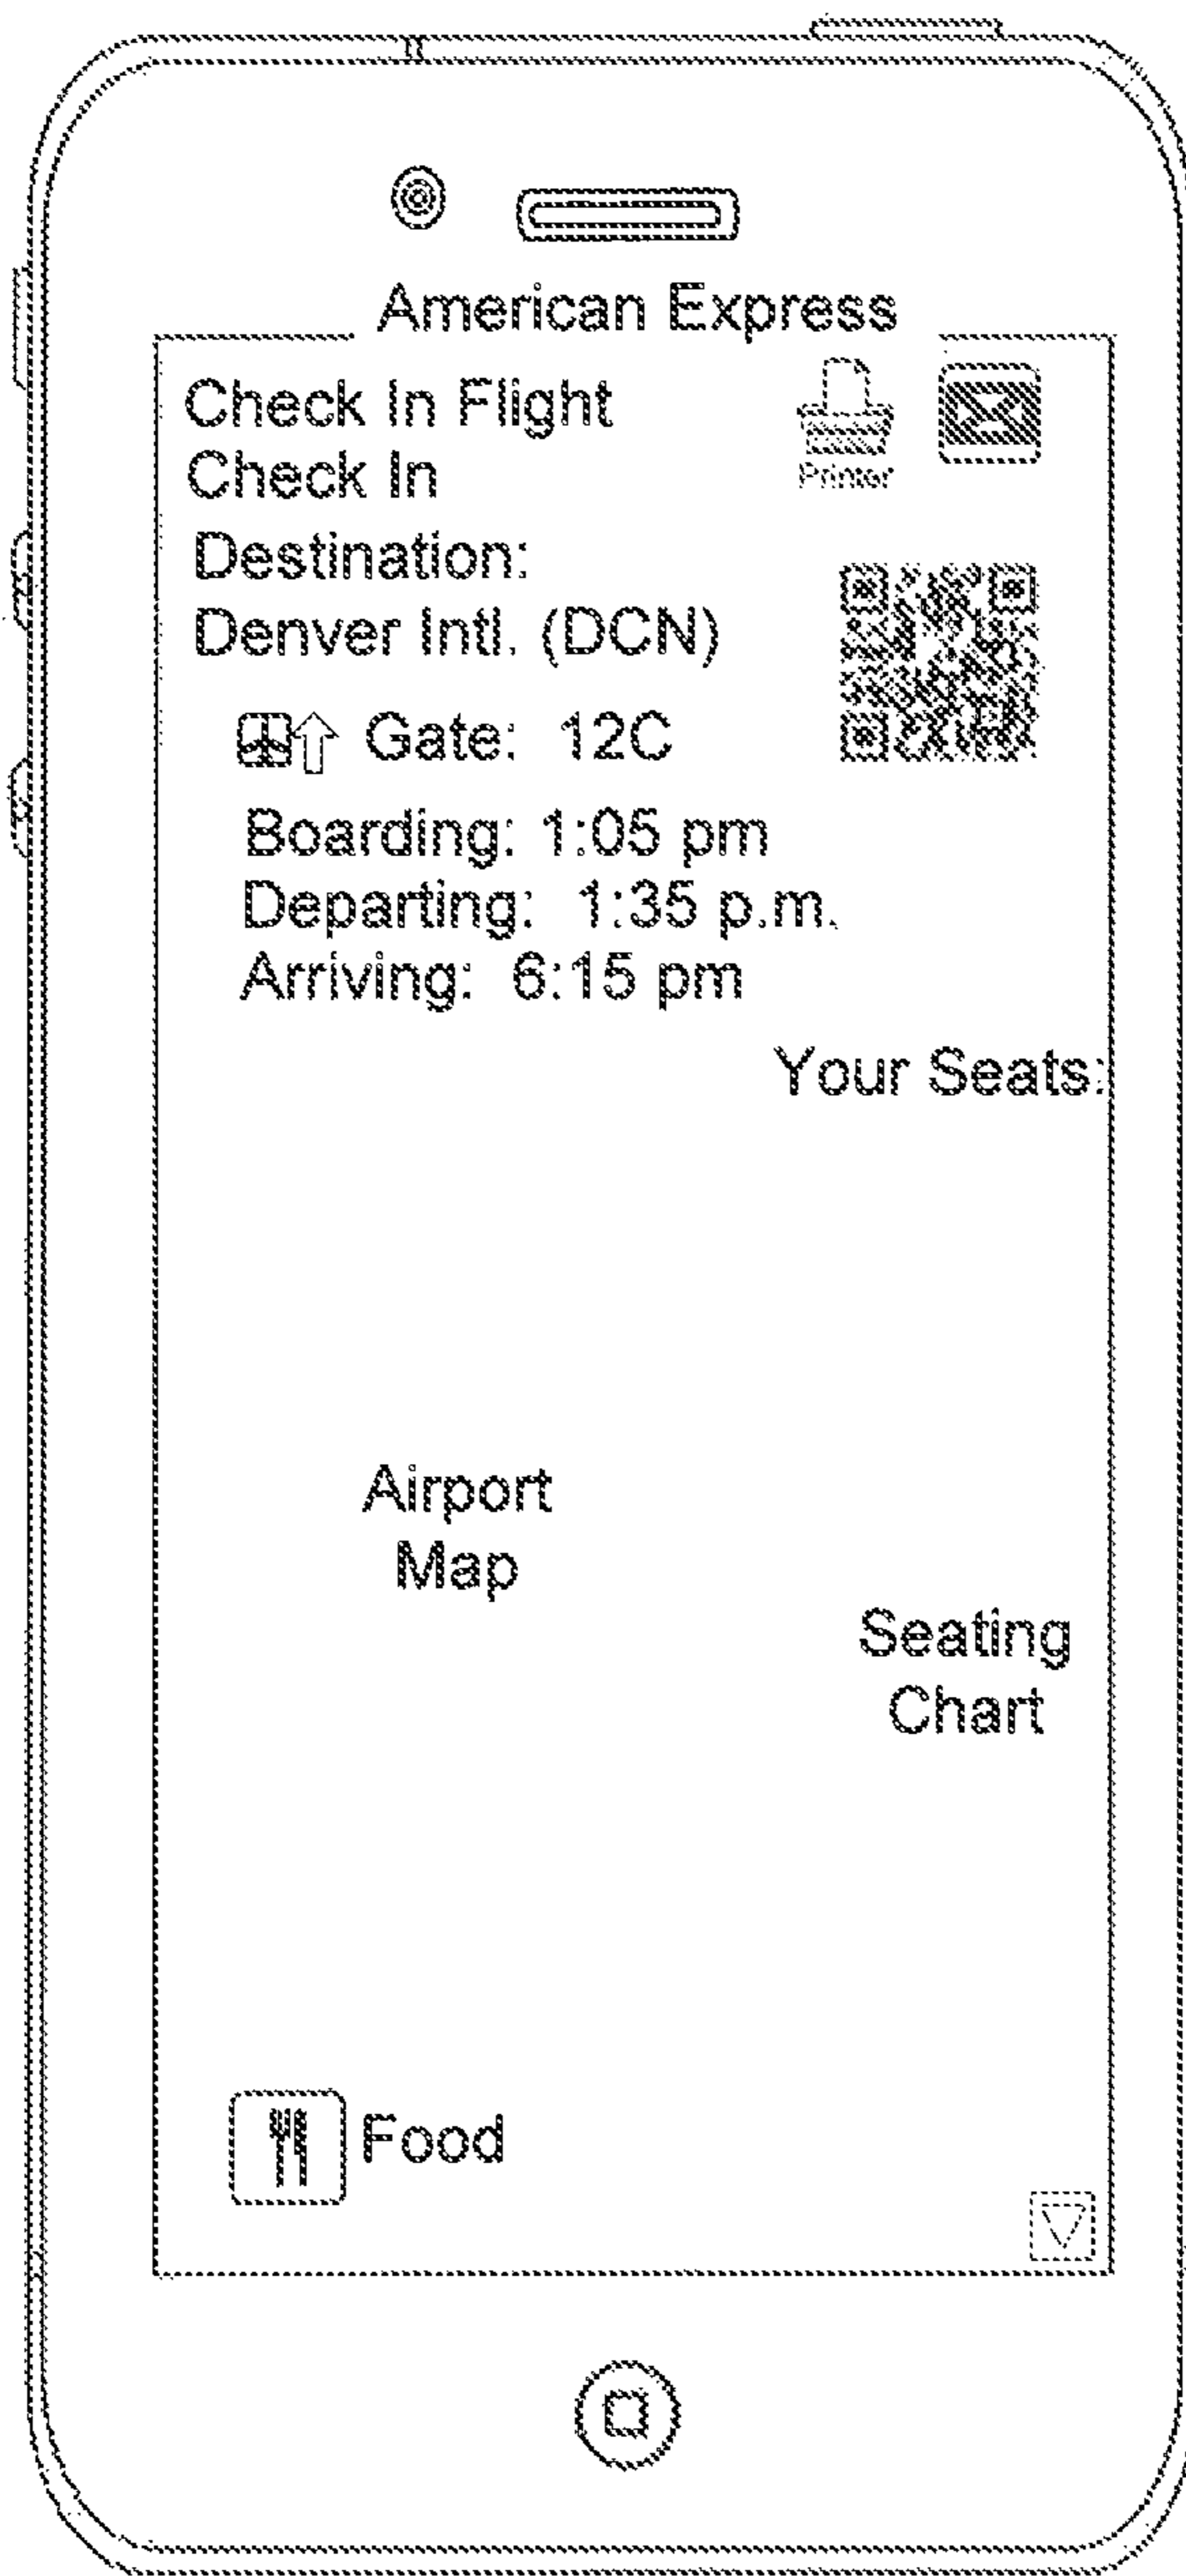 American Express
Check In Flight
Check In
Printer
Destination:
Denver Intl. (DCN)
Gate: 12C
Boarding: 1:05 pm
Departing: 1:35 p.m.
Arriving: 6:15 pm
Your Seats:
Airport
Map
Seating
Chart
Food